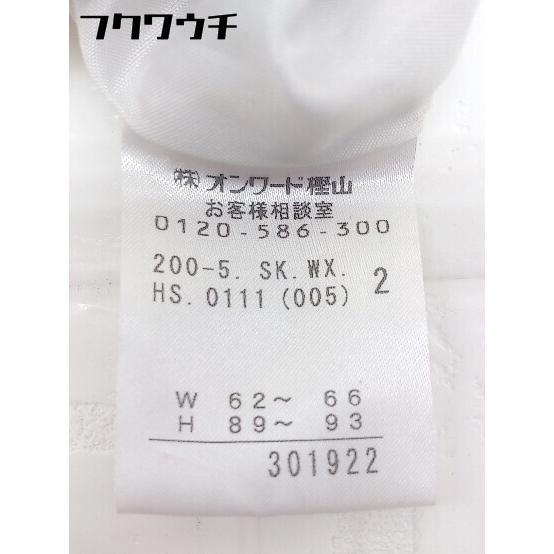 フクワウチ
㈱オンワード樫山
お客様相談室
0120-586-300
200-5. SK. WX.
HS. 0111 (005) 2
W 62～ 66
H 89～ 93
301922